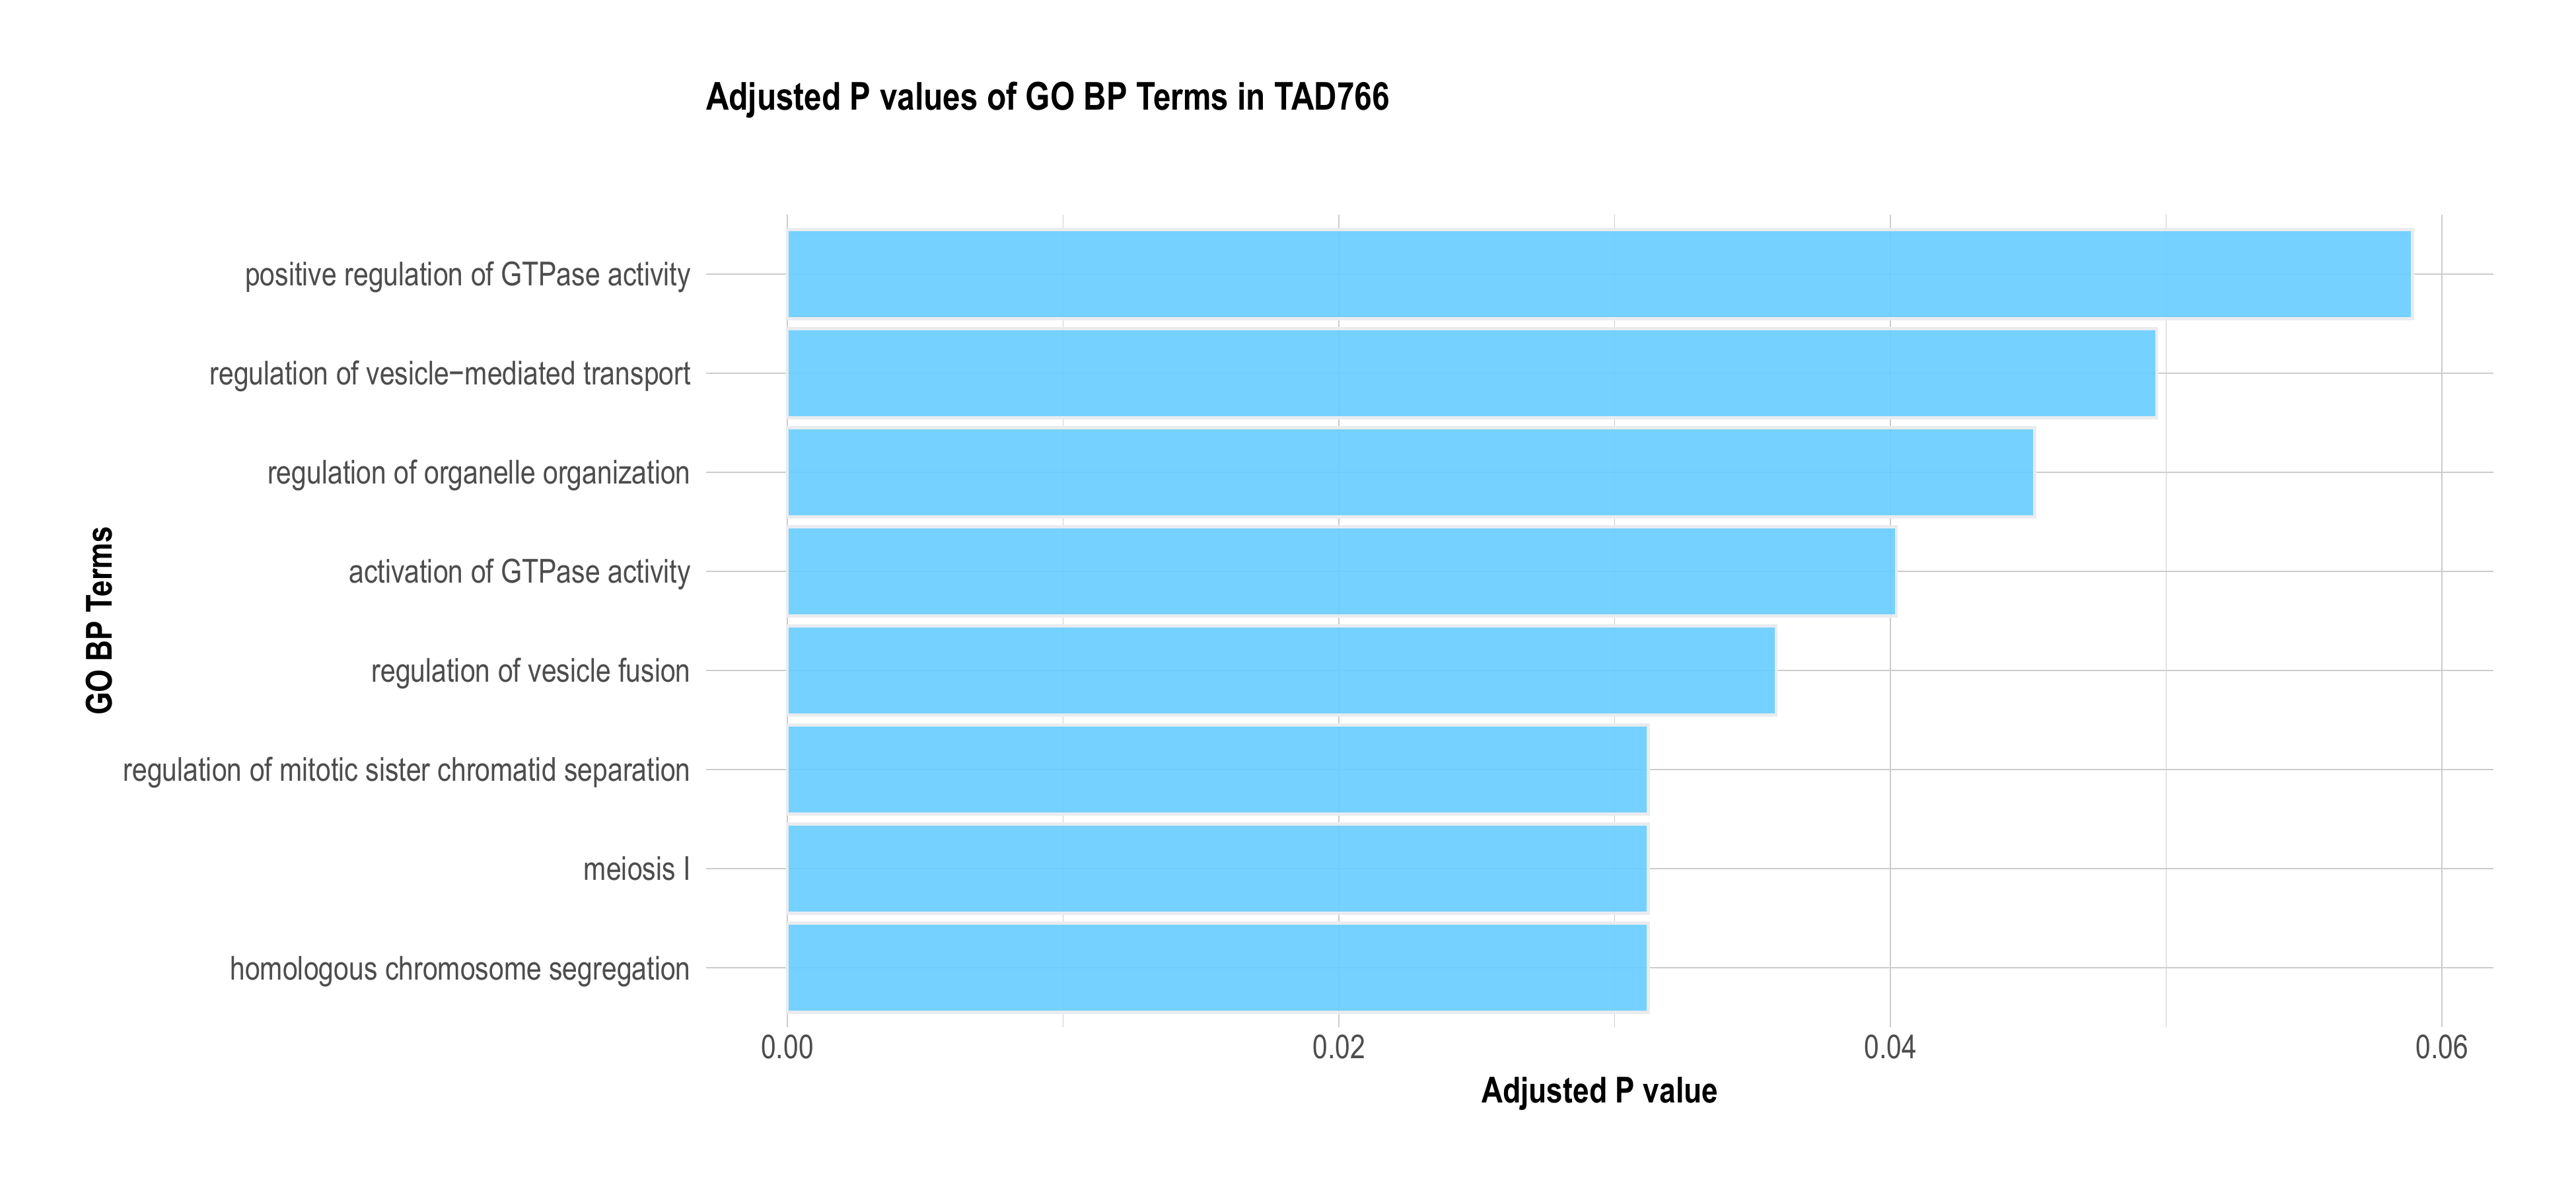 Adjusted P values of GO BP Terms in TAD766
positive regulation of GTPase activity
regulation of vesicle−mediated transport
regulation of organelle organization
activation of GTPase activity
regulation of vesicle fusion
regulation of mitotic sister chromatid separation
meiosis I
homologous chromosome segregation
GO BP Terms
0.00 0.02 0.04 0.06
Adjusted P value